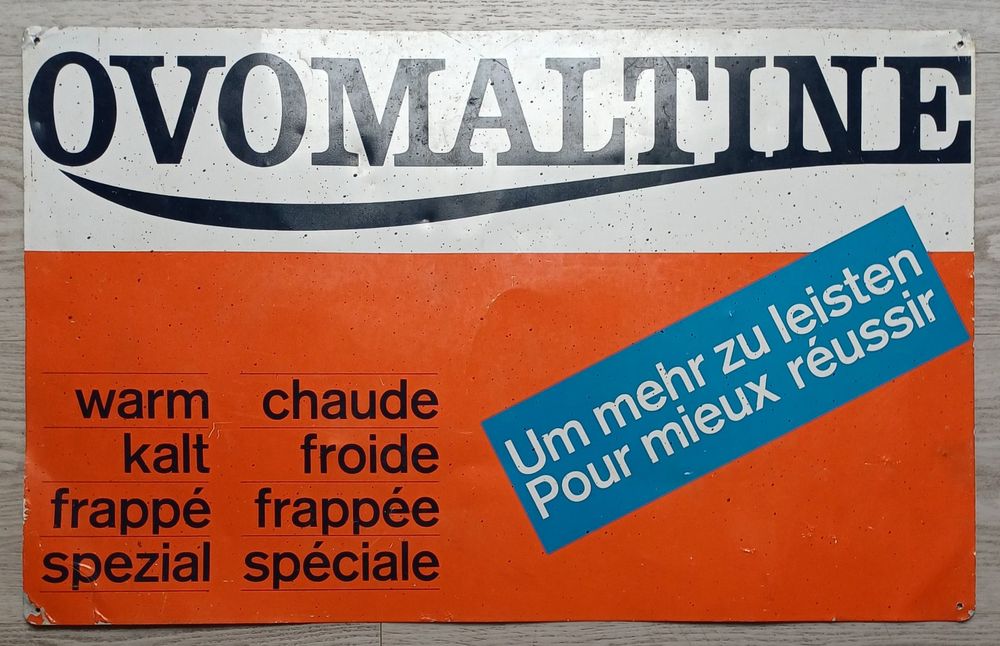 OVOMALTINE
Um mehr zu leisten
Pour mieux réussir
warm chaude
kalt froide
frappé frappée
spezial spéciale